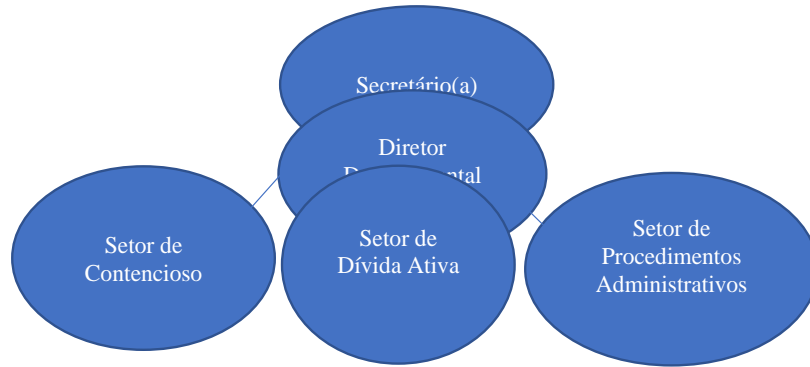 Secretário(a)
Diretor
Setor de
Contencioso
Setor de
Dívida Ativa
Setor de
Procedimentos
Administrativos